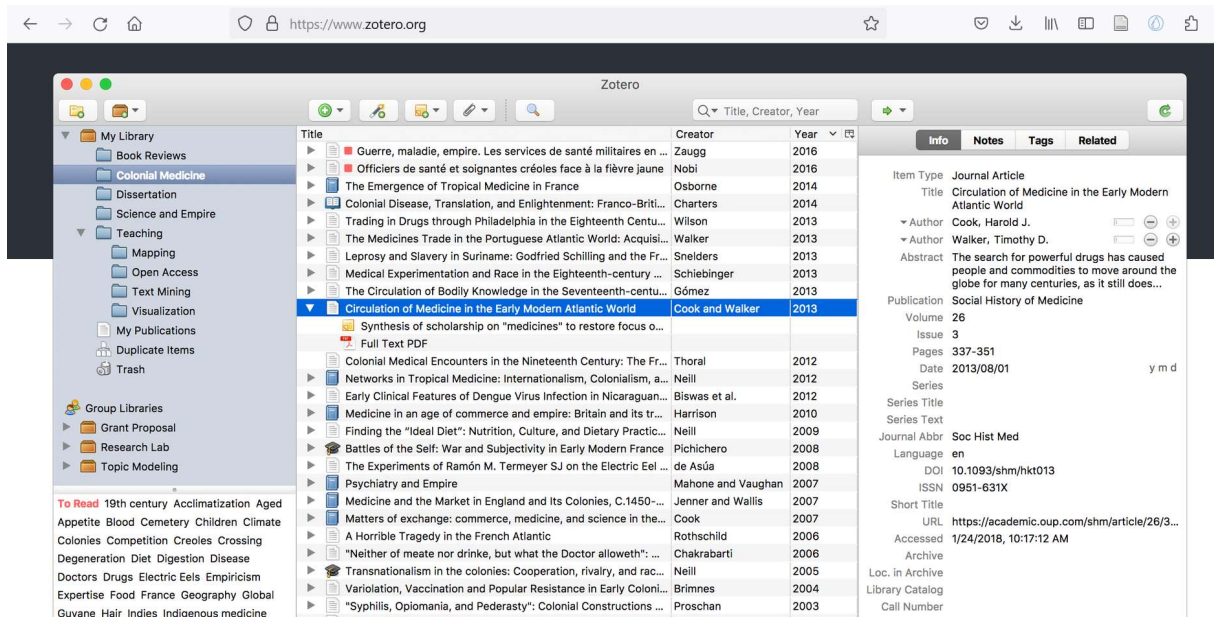 https://www.zotero.org
Zotero
Title, Creator, Year
My Library
Book Reviews
Colonial Medicine
Dissertation
Science and Empire
Teaching
Mapping
Open Access
Text Mining
Visualization
My Publications
Duplicate Items
Trash
Group Libraries
Grant Proposal
Research Lab
Topic Modeling
To Read 19th century Acclimatization Aged
Appetite Blood Cemetery Children Climate
Colonies Competition Creoles Crossing
Degeneration Diet Digestion Disease
Doctors Drugs Electric Eels Empiricism
Expertise Food France Geography Global
Guyane Hair Indies Indigenous medicine
Title Creator Year
Guerre, maladie, empire. Les services de santé militaires en ... Zaugg 2016
Officiers de santé et soignantes créoles face à la fièvre jaune Nobi 2016
The Emergence of Tropical Medicine in France Osborne 2014
Colonial Disease, Translation, and Enlightenment: Franco-Briti... Charters 2014
Trading in Drugs through Philadelphia in the Eighteenth Centu... Wilson 2013
The Medicines Trade in the Portuguese Atlantic World: Acquisi... Walker 2013
Leprosy and Slavery in Suriname: Godfried Schilling and the Fr... Snelders 2013
Medical Experimentation and Race in the Eighteenth-century ... Schiebinger 2013
The Circulation of Bodily Knowledge in the Seventeenth-centu... Gómez 2013
Circulation of Medicine in the Early Modern Atlantic World Cook and Walker 2013
Synthesis of scholarship on "medicines" to restore focus o...
Full Text PDF
Colonial Medical Encounters in the Nineteenth Century: The Fr... Thoral 2012
Networks in Tropical Medicine: Internationalism, Colonialism, a... Neill 2012
Early Clinical Features of Dengue Virus Infection in Nicaraguan... Biswas et al. 2012
Medicine in an age of commerce and empire: Britain and its tr... Harrison 2010
Finding the “Ideal Diet”: Nutrition, Culture, and Dietary Practic... Neill 2009
Battles of the Self: War and Subjectivity in Early Modern France Pichichero 2008
The Experiments of Ramón M. Termeyer SJ on the Electric Eel ... de Asúa 2008
Psychiatry and Empire Mahone and Vaughan 2007
Medicine and the Market in England and Its Colonies, C.1450-... Jenner and Wallis 2007
Matters of exchange: commerce, medicine, and science in the... Cook 2007
A Horrible Tragedy in the French Atlantic Rothschild 2006
"Neither of meate nor drinke, but what the Doctor alloweth": ... Chakrabarti 2006
Transnationalism in the colonies: Cooperation, rivalry, and rac... Neill 2005
Variolation, Vaccination and Popular Resistance in Early Coloni... Brimnes 2004
"Syphilis, Opiomania, and Pederasty": Colonial Constructions ... Proschan 2003
Info Notes Tags Related
Item Type Journal Article
Title Circulation of Medicine in the Early Modern
Atlantic World
Author Cook, Harold J.
Author Walker, Timothy D.
Abstract The search for powerful drugs has caused
people and commodities to move around the
globe for many centuries, as it still does...
Publication Social History of Medicine
Volume 26
Issue 3
Pages 337-351
Date 2013/08/01 y m d
Series
Series Title
Series Text
Journal Abbr Soc Hist Med
Language en
DOI 10.1093/shm/hkt013
ISSN 0951-631X
Short Title
URL https://academic.oup.com/shm/article/26/3...
Accessed 1/24/2018, 10:17:12 AM
Archive
Loc. in Archive
Library Catalog
Call Number